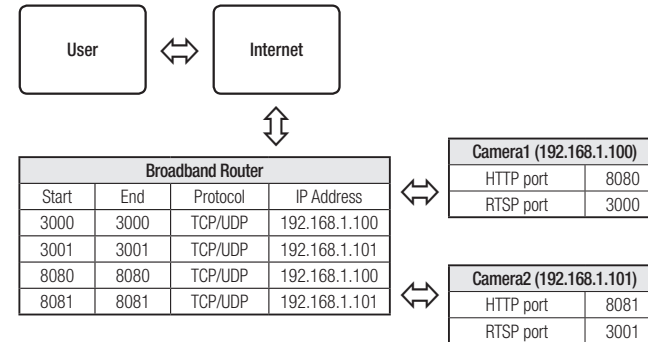 User
Internet
Broadband Router
Start End Protocol IP Address
3000 3000 TCP/UDP 192.168.1.100
3001 3001 TCP/UDP 192.168.1.101
8080 8080 TCP/UDP 192.168.1.100
8081 8081 TCP/UDP 192.168.1.101
Camera1 (192.168.1.100)
HTTP port 8080
RTSP port 3000
Camera2 (192.168.1.101)
HTTP port 8081
RTSP port 3001